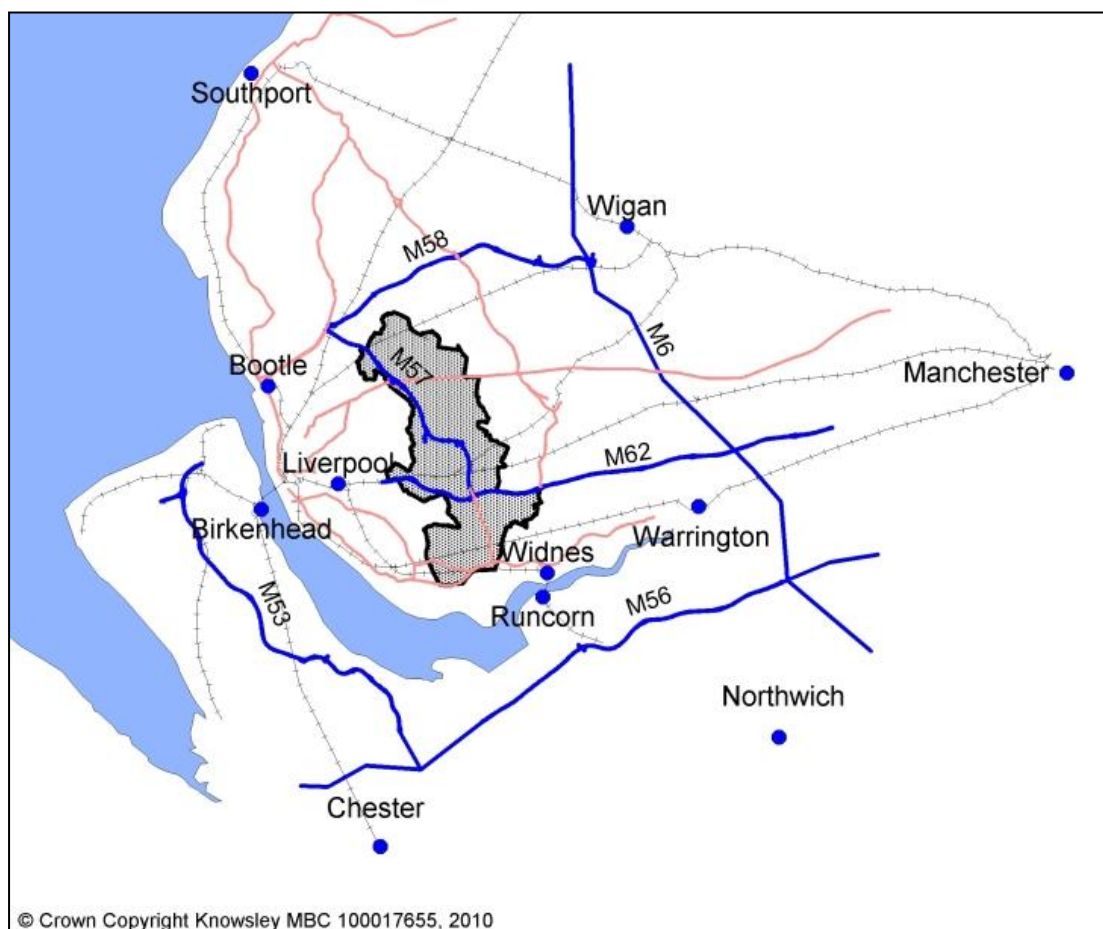 Southport
Wigan
M58
M6
M57
Bootle
Manchester
Liverpool
M62
Birkenhead
Warrington
Widnes
Runcorn
M53
M56
Northwich
Chester
© Crown Copyright Knowsley MBC 100017655, 2010